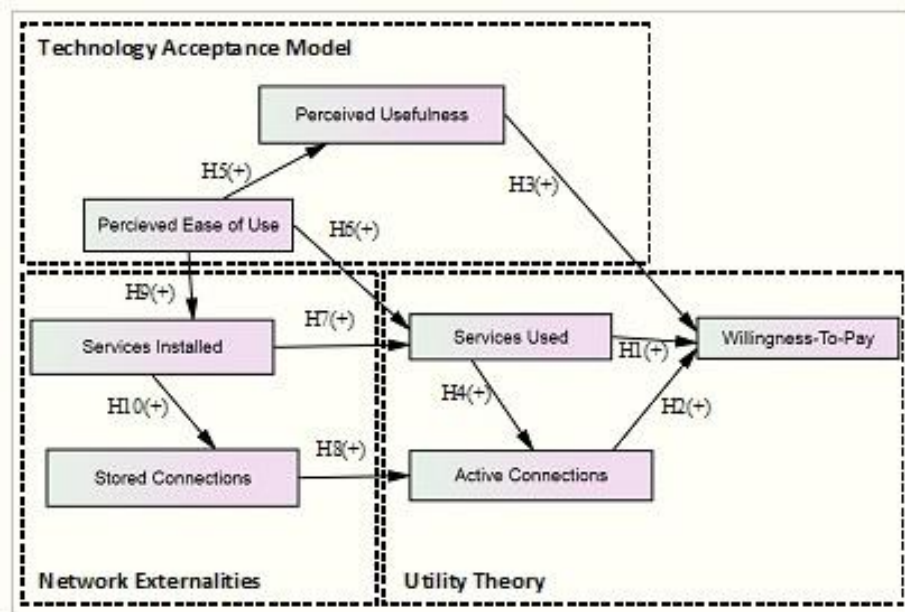 Technology Acceptance Model
Perceived Usefulness
H5(+)
H3(+)
Percieved Ease of Use
H6(+)
H9(+)
H7(+)
Services Installed
Services Used
H1(+)
Willingness-To-Pay
H10(+)
H4(+)
H2(+)
H8(+)
Stored Connections
Active Connections
Network Externalities
Utility Theory